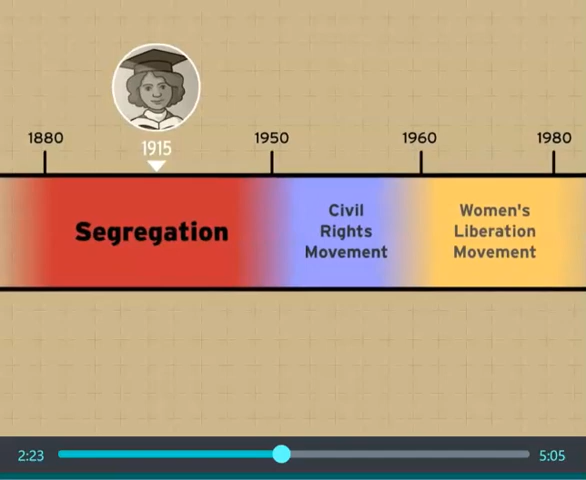 1880
1915
1950
1960
1980
Segregation
Civil
Rights
Movement
Women's
Liberation
Movement
2:23
5:05